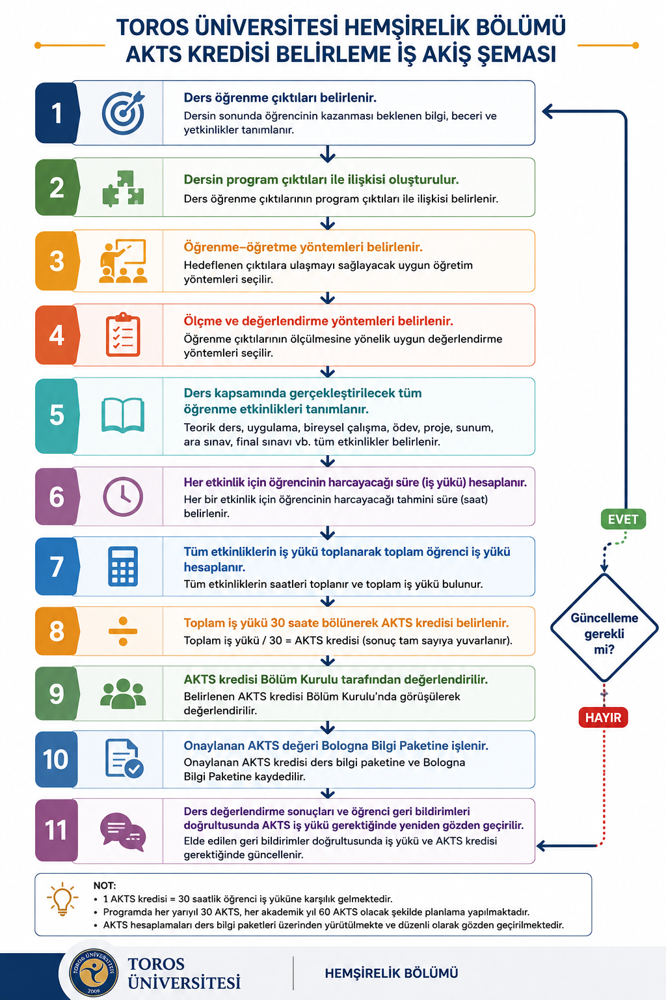 TOROS ÜNİVERSİTESİ HEMŞİRELİK BÖLÜMÜ
AKTS KREDİSİ BELİRLEME İŞ AKİŞ ŞEMASI
1
Ders öğrenme çıktıları belirlenir.
Dersin sonunda öğrencinin kazanması beklenen bilgi, beceri ve
yetkinlikler tanımlanır.
2
Dersin program çıktıları ile ilişkisi oluşturulur.
Ders öğrenme çıktılarının program çıktıları ile ilişkisi belirlenir.
3
Öğrenme–öğretme yöntemleri belirlenir.
Hedeflenen çıktılara ulaşmayı sağlayacak uygun öğretim
yöntemleri seçilir.
4
Ölçme ve değerlendirme yöntemleri belirlenir.
Öğrenme çıktılarının ölçülmesine yönelik uygun değerlendirme
yöntemleri seçilir.
5
Ders kapsamında gerçekleştirilecek tüm
öğrenme etkinlikleri tanımlanır.
Teorik ders, uygulama, bireysel çalışma, ödev, proje, sunum,
ara sınav, final sınavı vb. tüm etkinlikler belirlenir.
6
Her etkinlik için öğrencinin harcayacağı süre (iş yükü) hesaplanır.
Her bir etkinlik için öğrencinin harcayacağı tahmini süre (saat)
belirlenir.
7
Tüm etkinliklerin iş yükü toplanarak toplam öğrenci iş yükü
hesaplanır.
Tüm etkinliklerin saatleri toplanır ve toplam iş yükü bulunur.
8
Toplam iş yükü 30 saate bölünerek AKTS kredisi belirlenir.
Toplam iş yükü / 30 = AKTS kredisi (sonuç tam sayıya yuvarlanır).
9
AKTS kredisi Bölüm Kurulu tarafından değerlendirilir.
Belirlenen AKTS kredisi Bölüm Kurulu'nda görüşülerek
değerlendirilir.
10
Onaylanan AKTS değeri Bologna Bilgi Paketine işlenir.
Onaylanan AKTS kredisi ders bilgi paketine ve Bologna
Bilgi Paketine kaydedilir.
11
Ders değerlendirme sonuçları ve öğrenci geri bildirimleri
doğrultusunda AKTS iş yükü gerektiğinde yeniden gözden geçirilir.
Elde edilen geri bildirimler doğrultusunda iş yükü ve AKTS kredisi
gerektiğinde güncellenir.
EVET
Güncelleme
gerekli
mi?
HAYIR
NOT:
• 1 AKTS kredisi = 30 saatlik öğrenci iş yüküne karşılık gelmektedir.
• Programda her yarıyıl 30 AKTS, her akademik yıl 60 AKTS olacak şekilde planlama yapılmaktadır.
• AKTS hesaplamaları ders bilgi paketleri üzerinden yürütülmekte ve düzenli olarak gözden geçirilmektedir.
TOROS ÜNİVERSİTESİ
2009
TOROS
ÜNİVERSİTESİ
HEMŞİRELİK BÖLÜMÜ